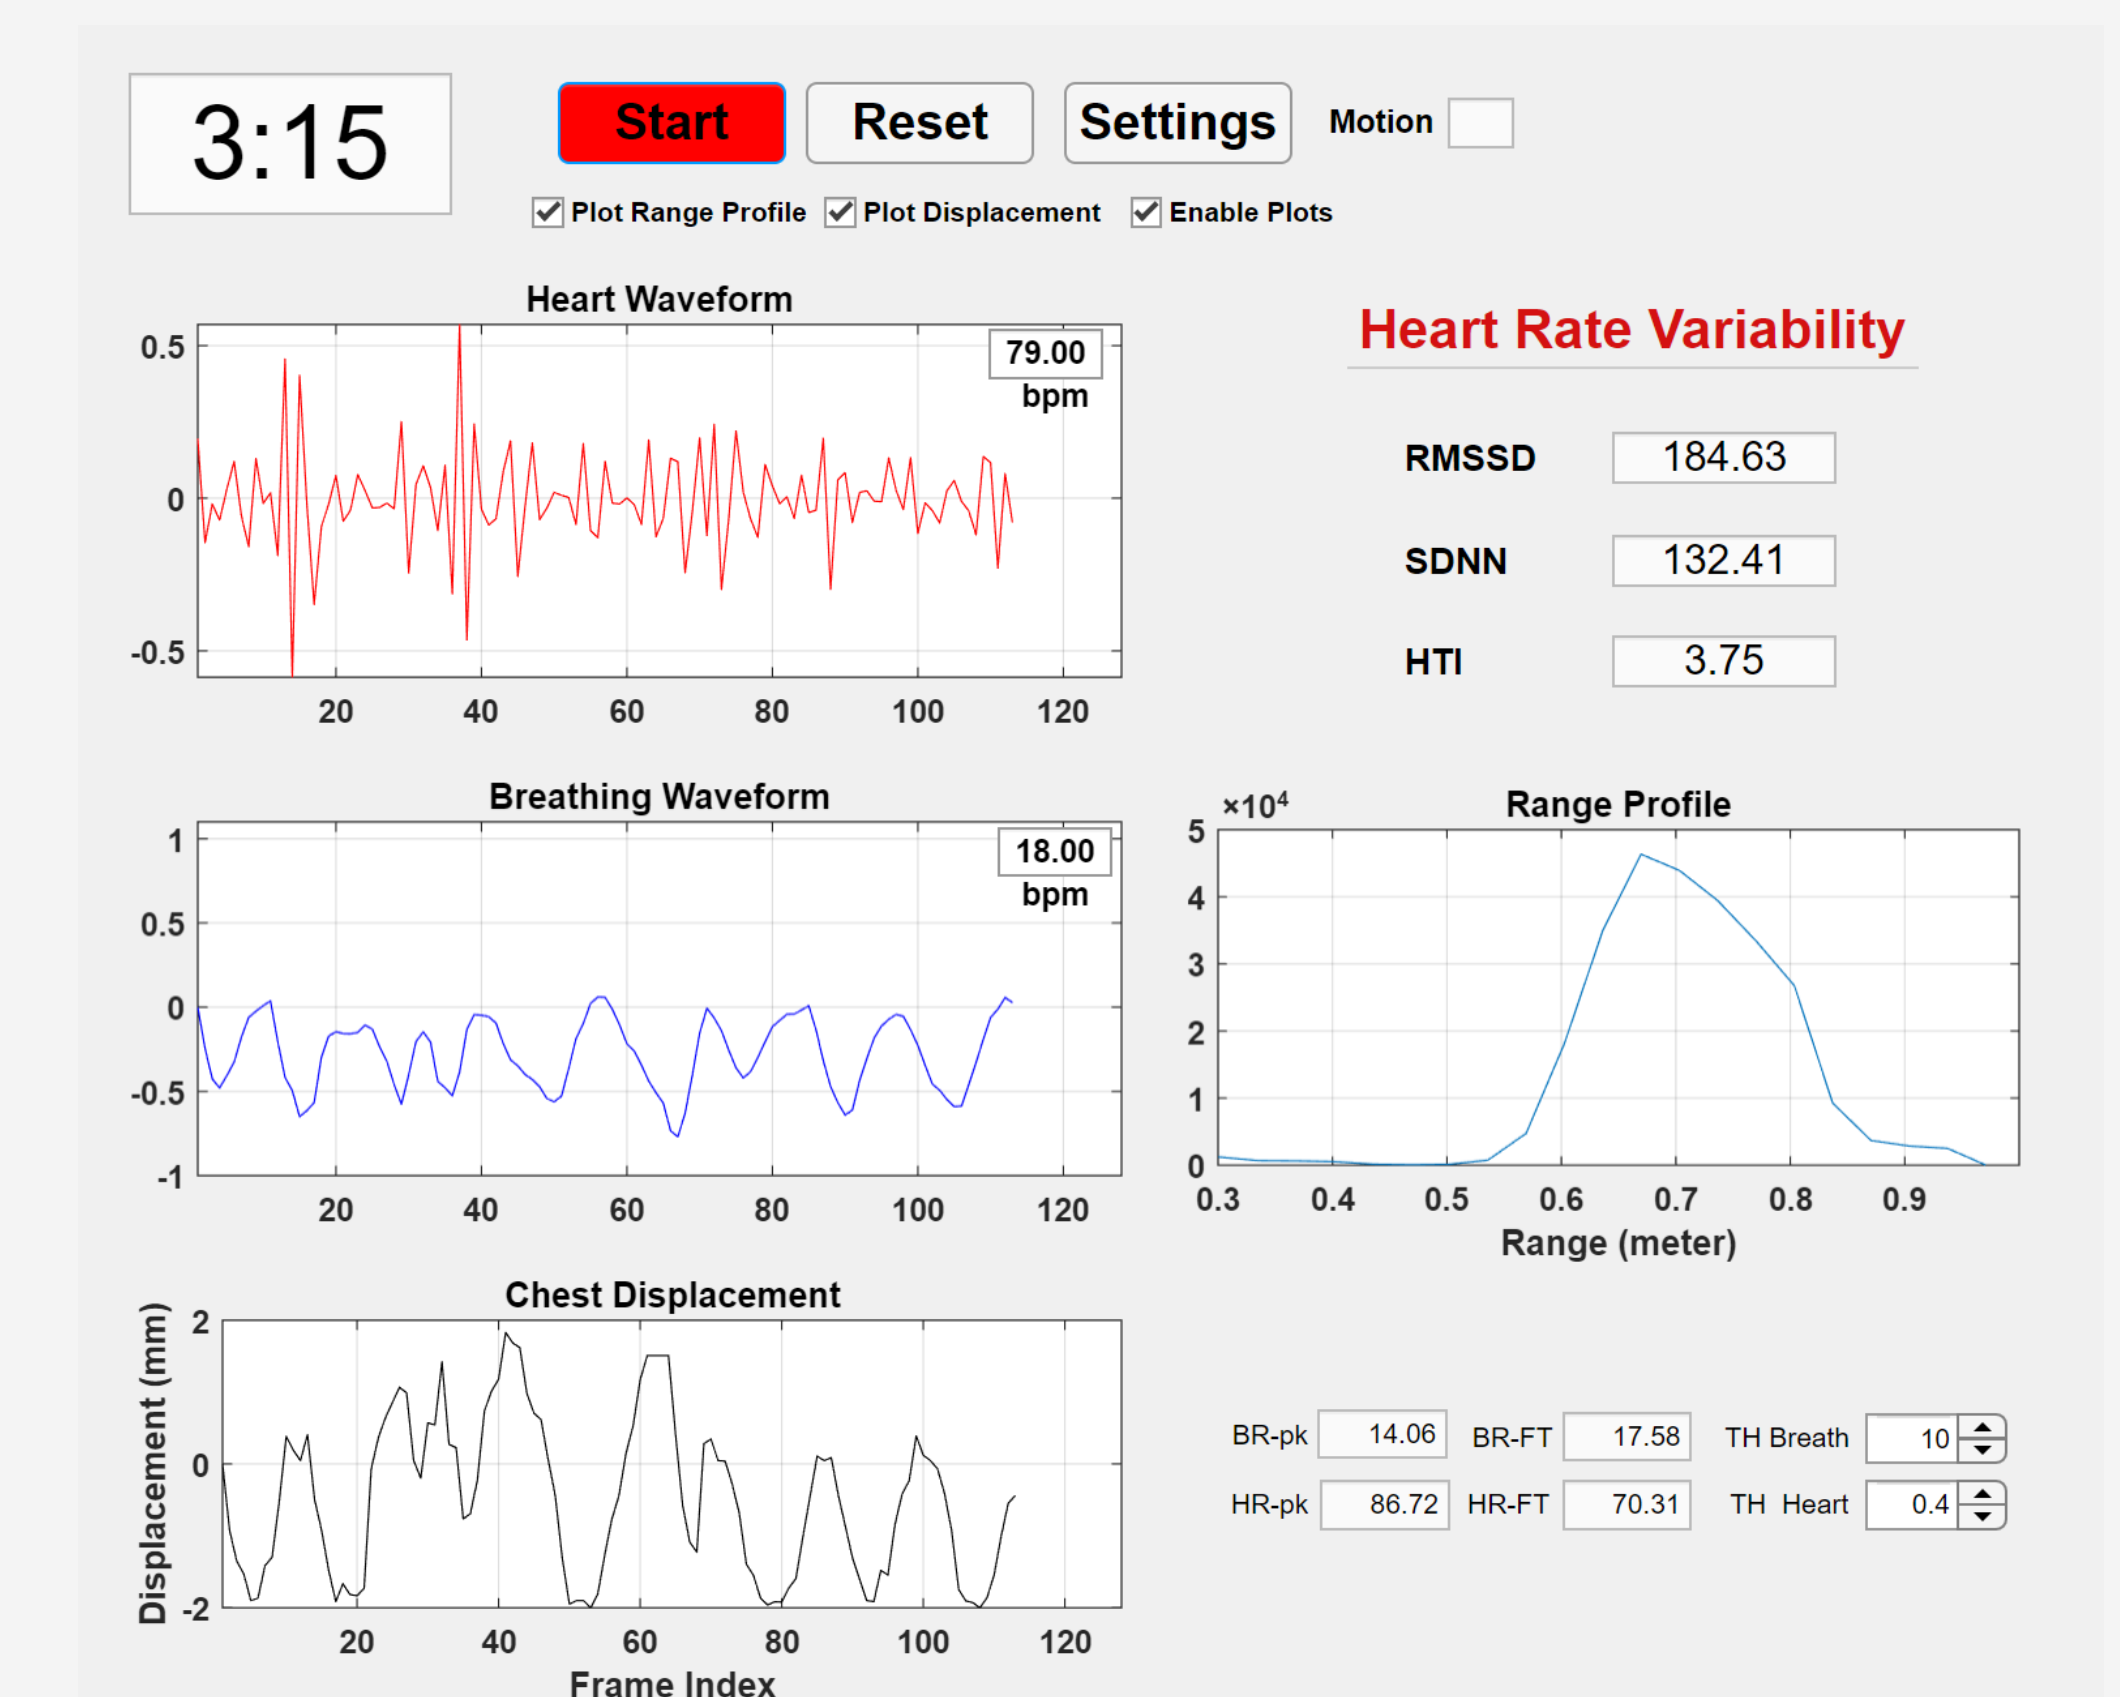 3:15
Start
Reset
Settings
Motion
Plot Range Profile
Plot Displacement
Enable Plots
Heart Waveform
79.00
bpm
0.5
0
-0.5
20 40 60 80 100 120
Heart Rate Variability
RMSSD 184.63
SDNN 132.41
HTI 3.75
Breathing Waveform
18.00
bpm
1
0.5
0
-0.5
-1
20 40 60 80 100 120
Range Profile
×10⁴
5
4
3
2
1
0
0.3 0.4 0.5 0.6 0.7 0.8 0.9
Range (meter)
Chest Displacement
Displacement (mm)
2
0
-2
20 40 60 80 100 120
Frame Index
BR-pk 14.06 BR-FT 17.58 TH Breath 10
HR-pk 86.72 HR-FT 70.31 TH Heart 0.4